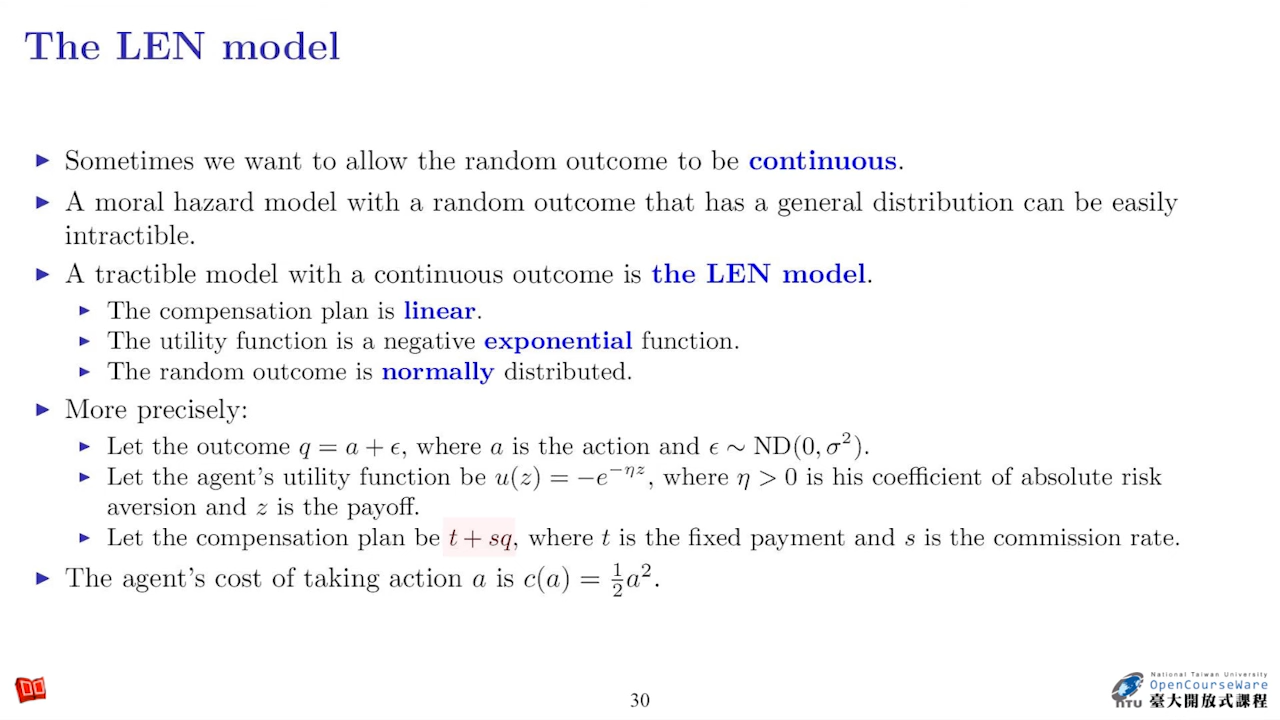 The LEN model
▶ Sometimes we want to allow the random outcome to be continuous.
▶ A moral hazard model with a random outcome that has a general distribution can be easily
intractible.
▶ A tractible model with a continuous outcome is the LEN model.
▶ The compensation plan is linear.
▶ The utility function is a negative exponential function.
▶ The random outcome is normally distributed.
▶ More precisely:
▶ Let the outcome q = a + ϵ, where a is the action and ϵ ∼ ND(0, σ²).
▶ Let the agent's utility function be u(z) = −e^{−ηz}, where η > 0 is his coefficient of absolute risk
aversion and z is the payoff.
▶ Let the compensation plan be t + sq, where t is the fixed payment and s is the commission rate.
▶ The agent's cost of taking action a is c(a) = ½a².
30
National Taiwan University
OpenCourseWare
NTU 臺大開放式課程